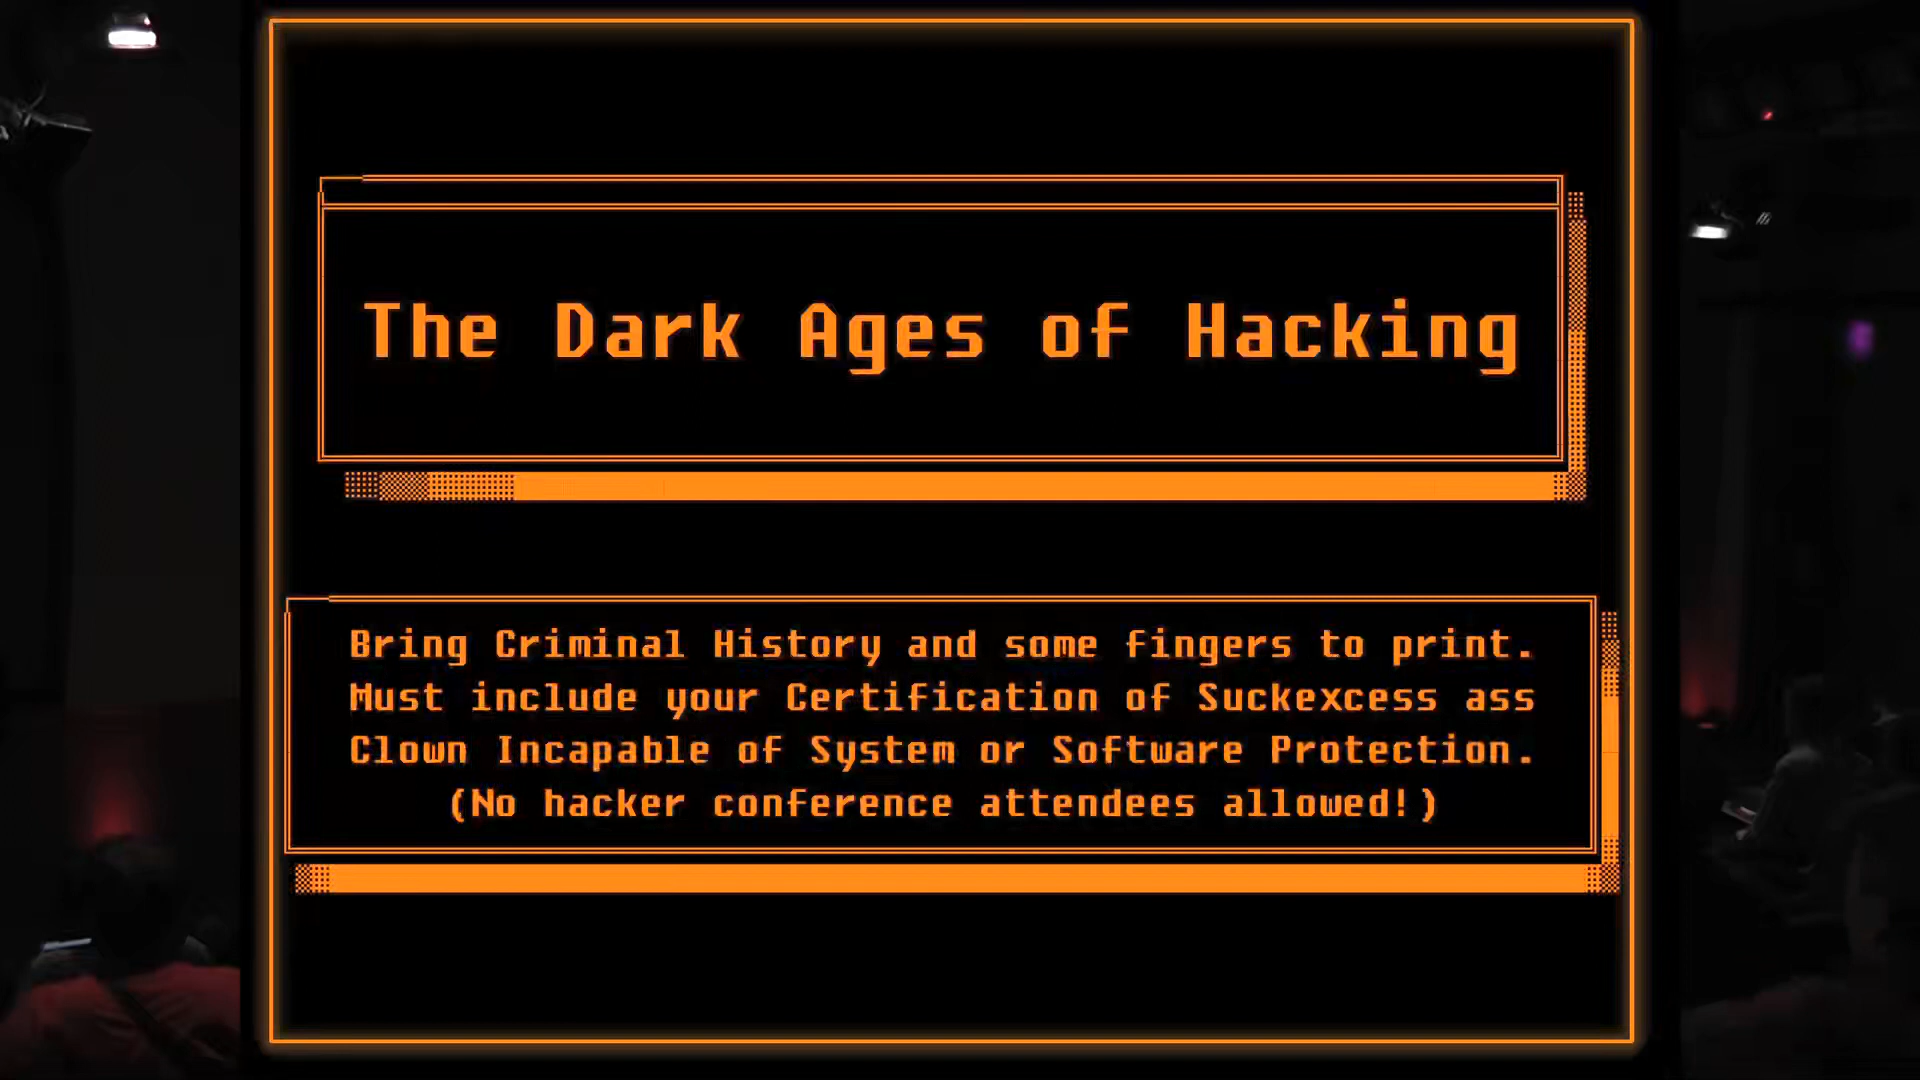 The Dark Ages of Hacking
Bring Criminal History and some fingers to print.
Must include your Certification of Suckexcess ass
Clown Incapable of System or Software Protection.
(No hacker conference attendees allowed!)